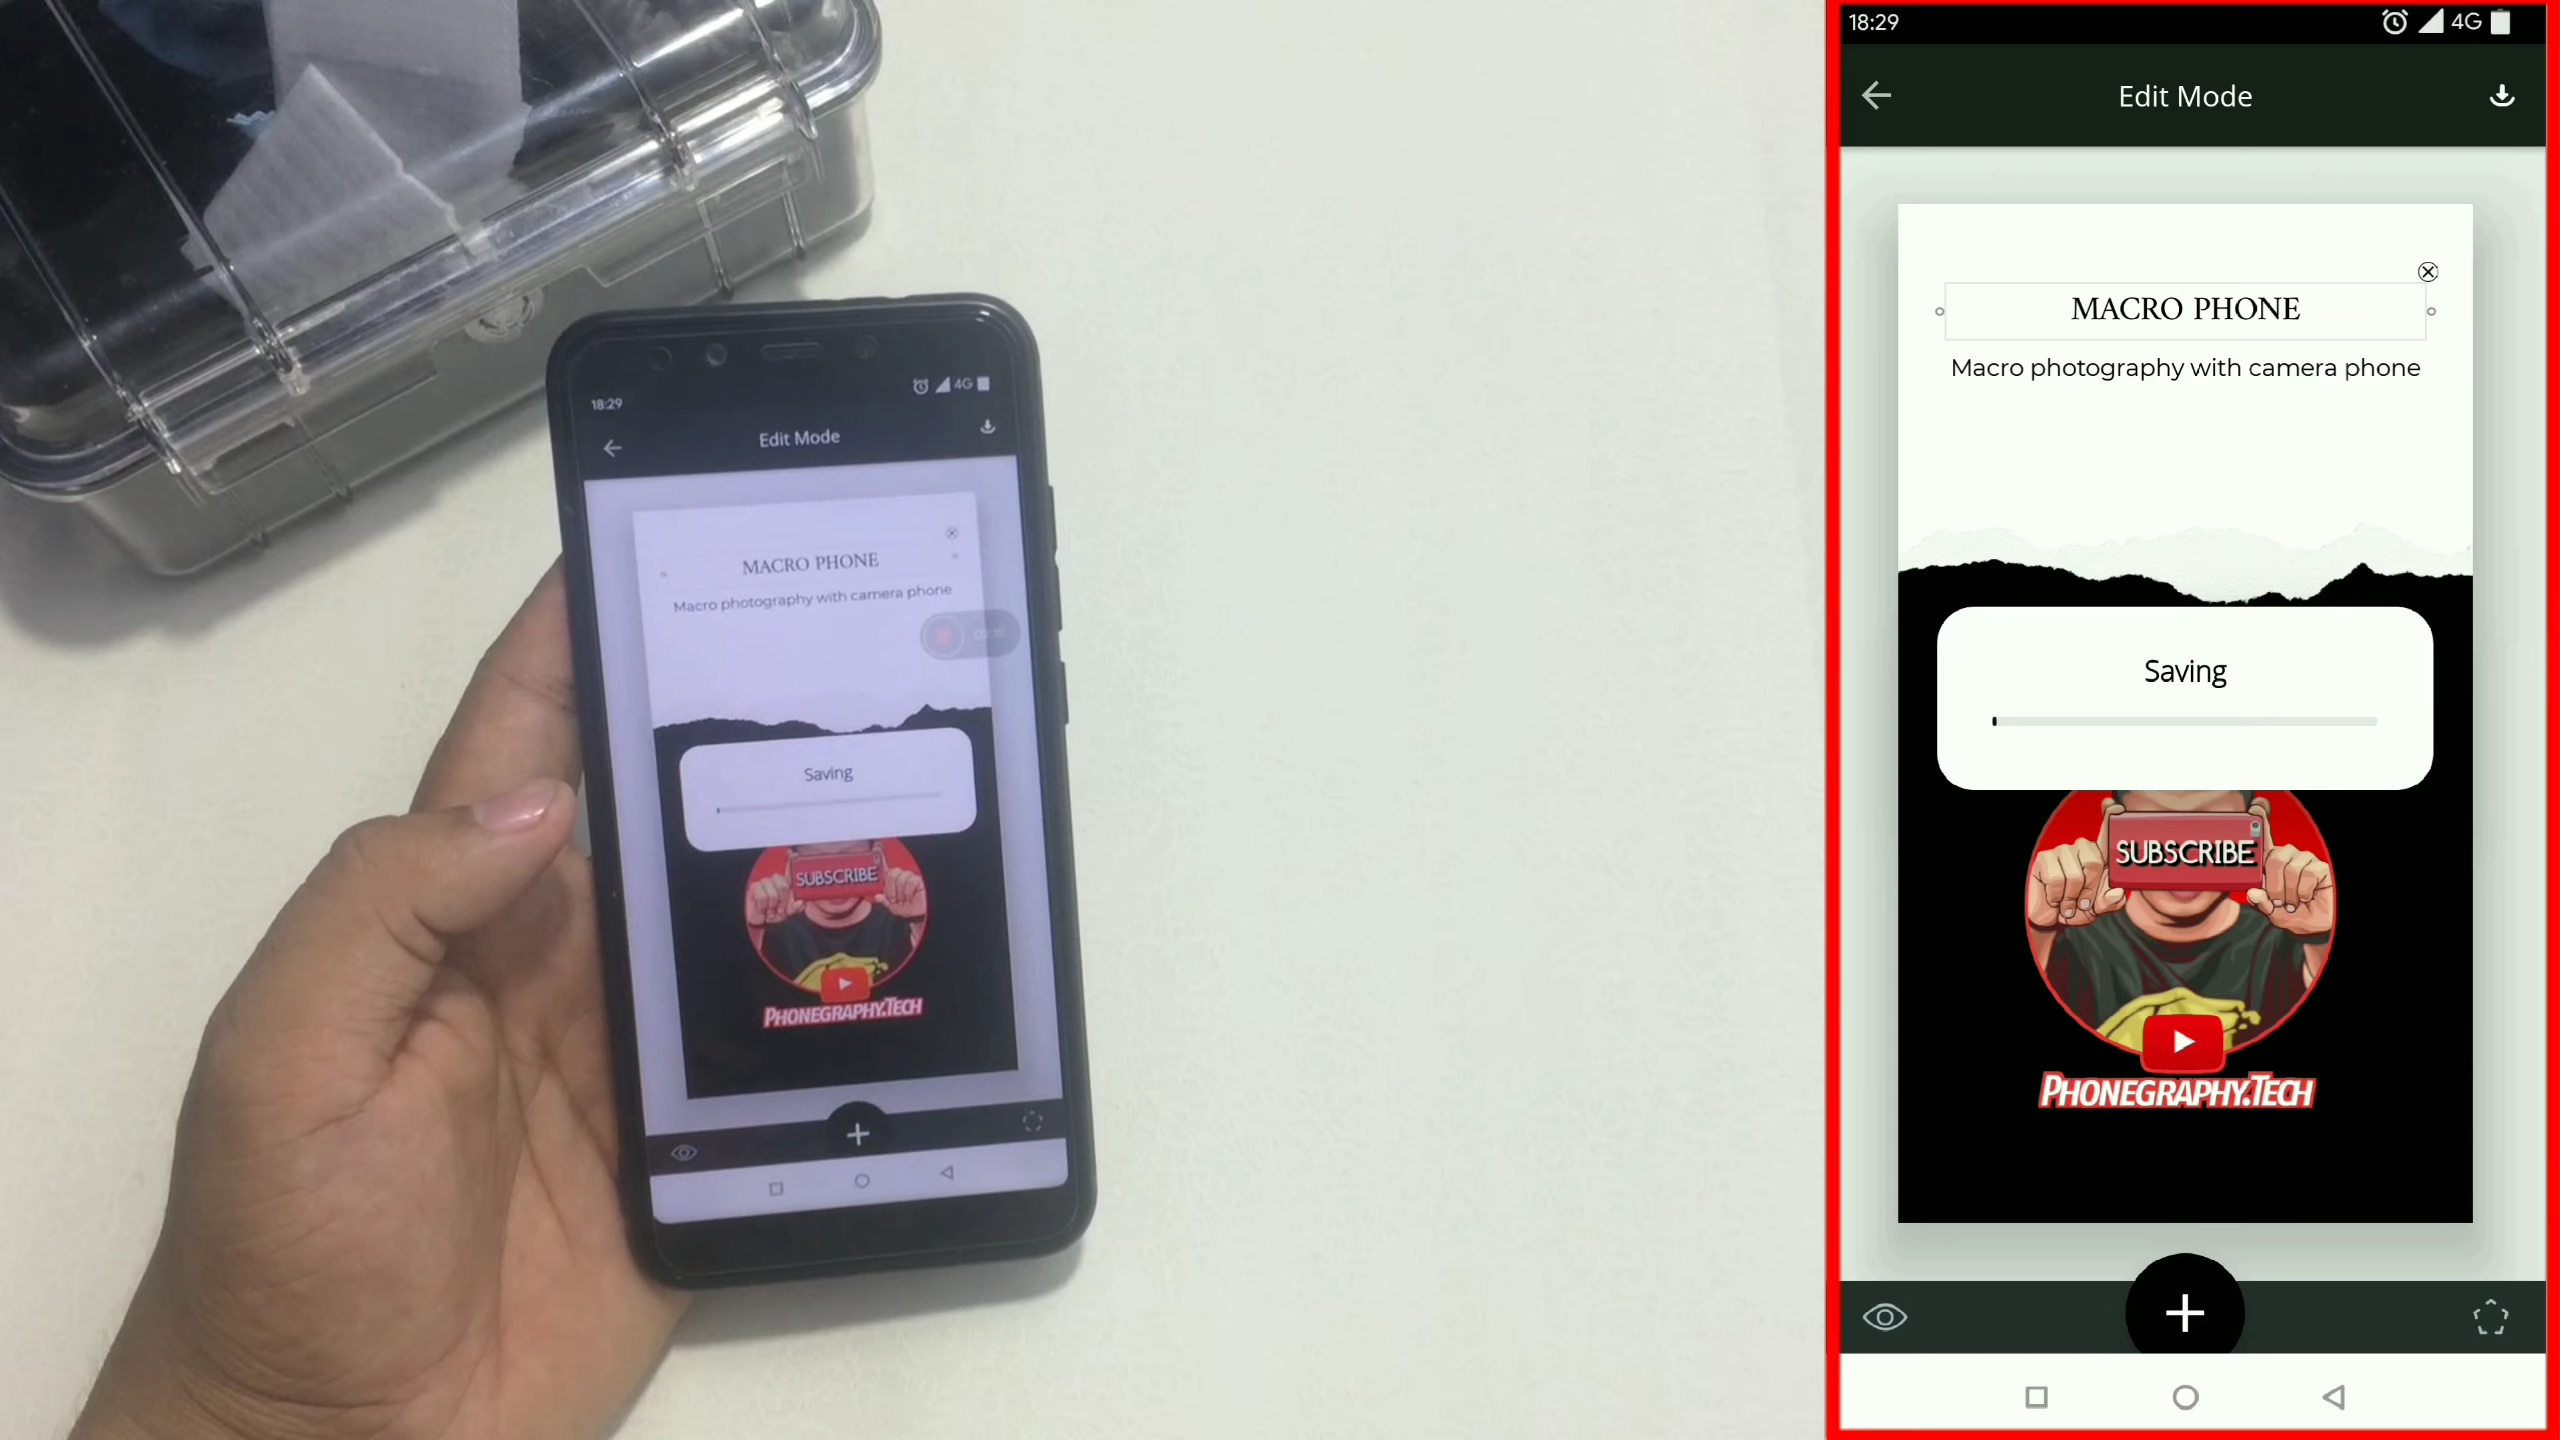 18:29
4G
Edit Mode
MACRO PHONE
Macro photography with camera phone
Saving
SUBSCRIBE
PHONEGRAPHY.TECH
18:29
4G
Edit Mode
MACRO PHONE
Macro photography with camera phone
Saving
SUBSCRIBE
PHONEGRAPHY.TECH